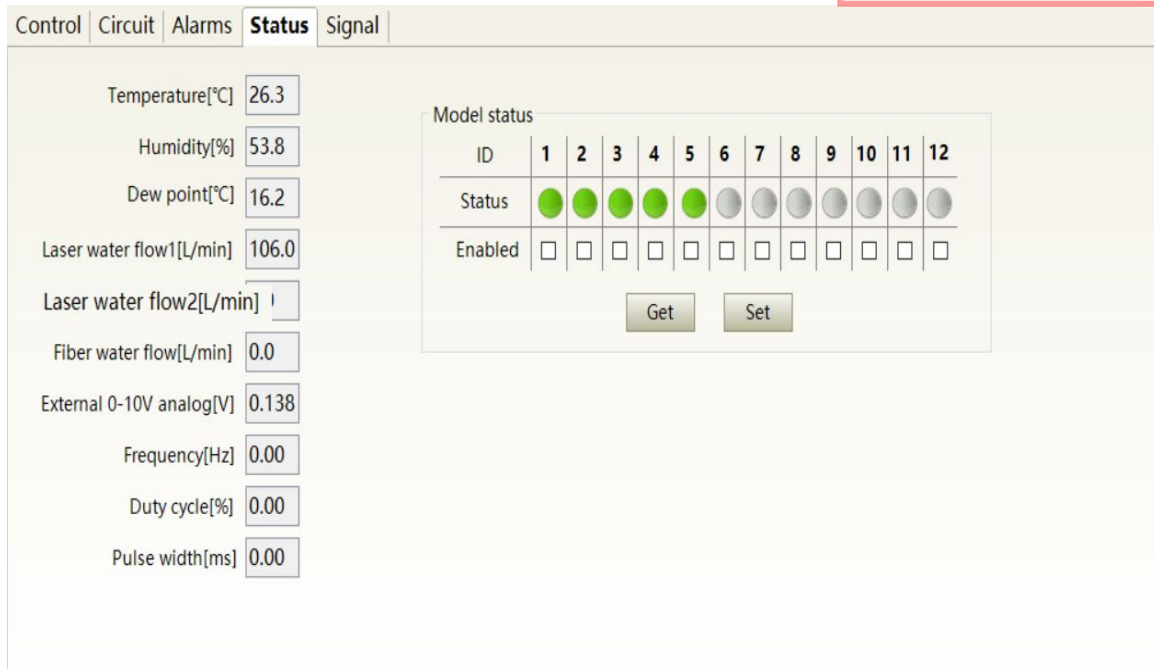 Control Circuit Alarms Status Signal
Temperature[℃] 26.3
Humidity[%] 53.8
Dew point[℃] 16.2
Laser water flow1[L/min] 106.0
Laser water flow2[L/min]
Fiber water flow[L/min] 0.0
External 0-10V analog[V] 0.138
Frequency[Hz] 0.00
Duty cycle[%] 0.00
Pulse width[ms] 0.00
Model status
ID 1 2 3 4 5 6 7 8 9 10 11 12
Status
Enabled
Get Set